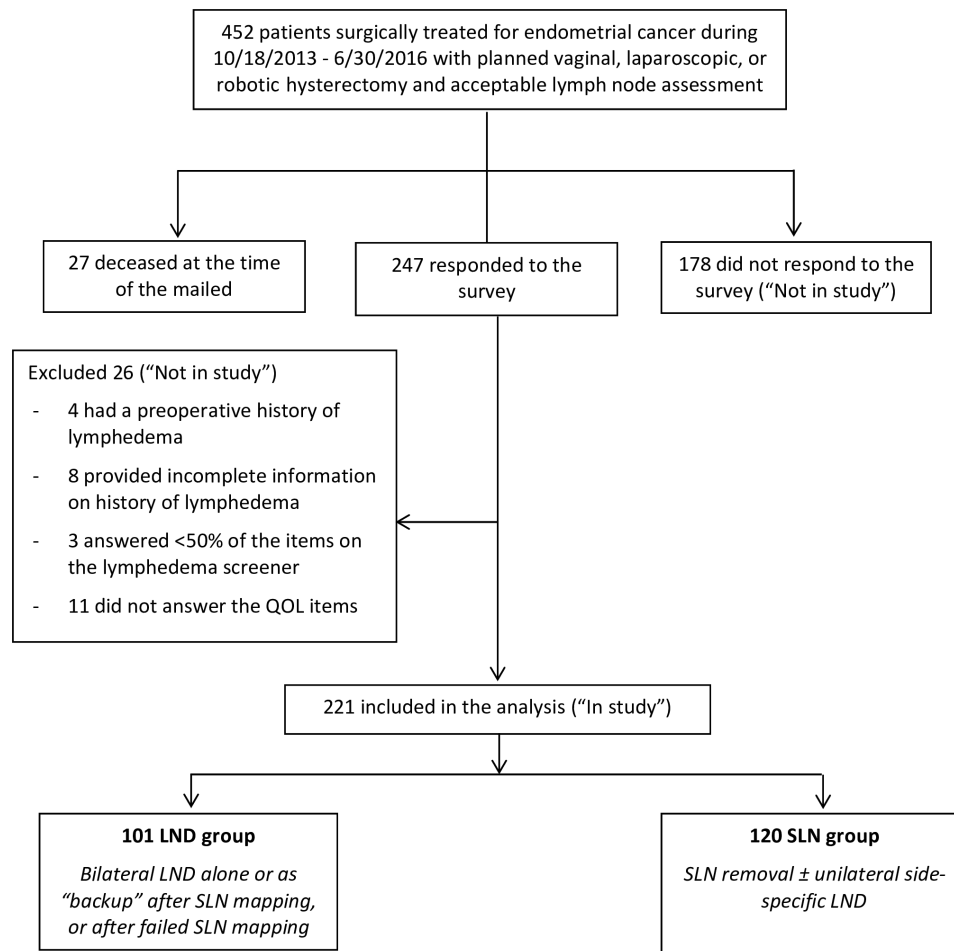 452 patients surgically treated for endometrial cancer during
10/18/2013 - 6/30/2016 with planned vaginal, laparoscopic, or
robotic hysterectomy and acceptable lymph node assessment
27 deceased at the time
of the mailed
247 responded to the
survey
178 did not respond to the
survey (“Not in study”)
Excluded 26 (“Not in study”)
- 4 had a preoperative history of
lymphedema
- 8 provided incomplete information
on history of lymphedema
- 3 answered <50% of the items on
the lymphedema screener
- 11 did not answer the QOL items
221 included in the analysis (“In study”)
101 LND group
Bilateral LND alone or as
“backup” after SLN mapping,
or after failed SLN mapping
120 SLN group
SLN removal ± unilateral side-
specific LND